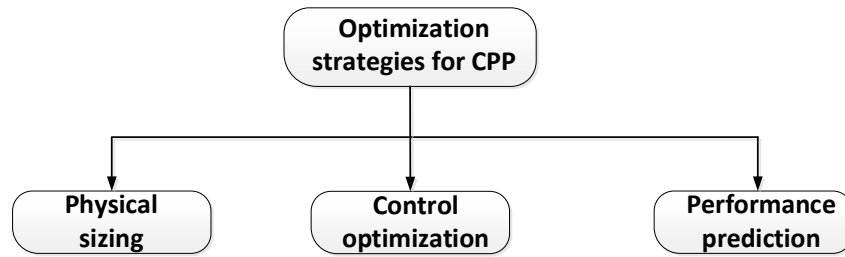 Optimization
strategies for CPP
Physical
sizing
Control
optimization
Performance
prediction